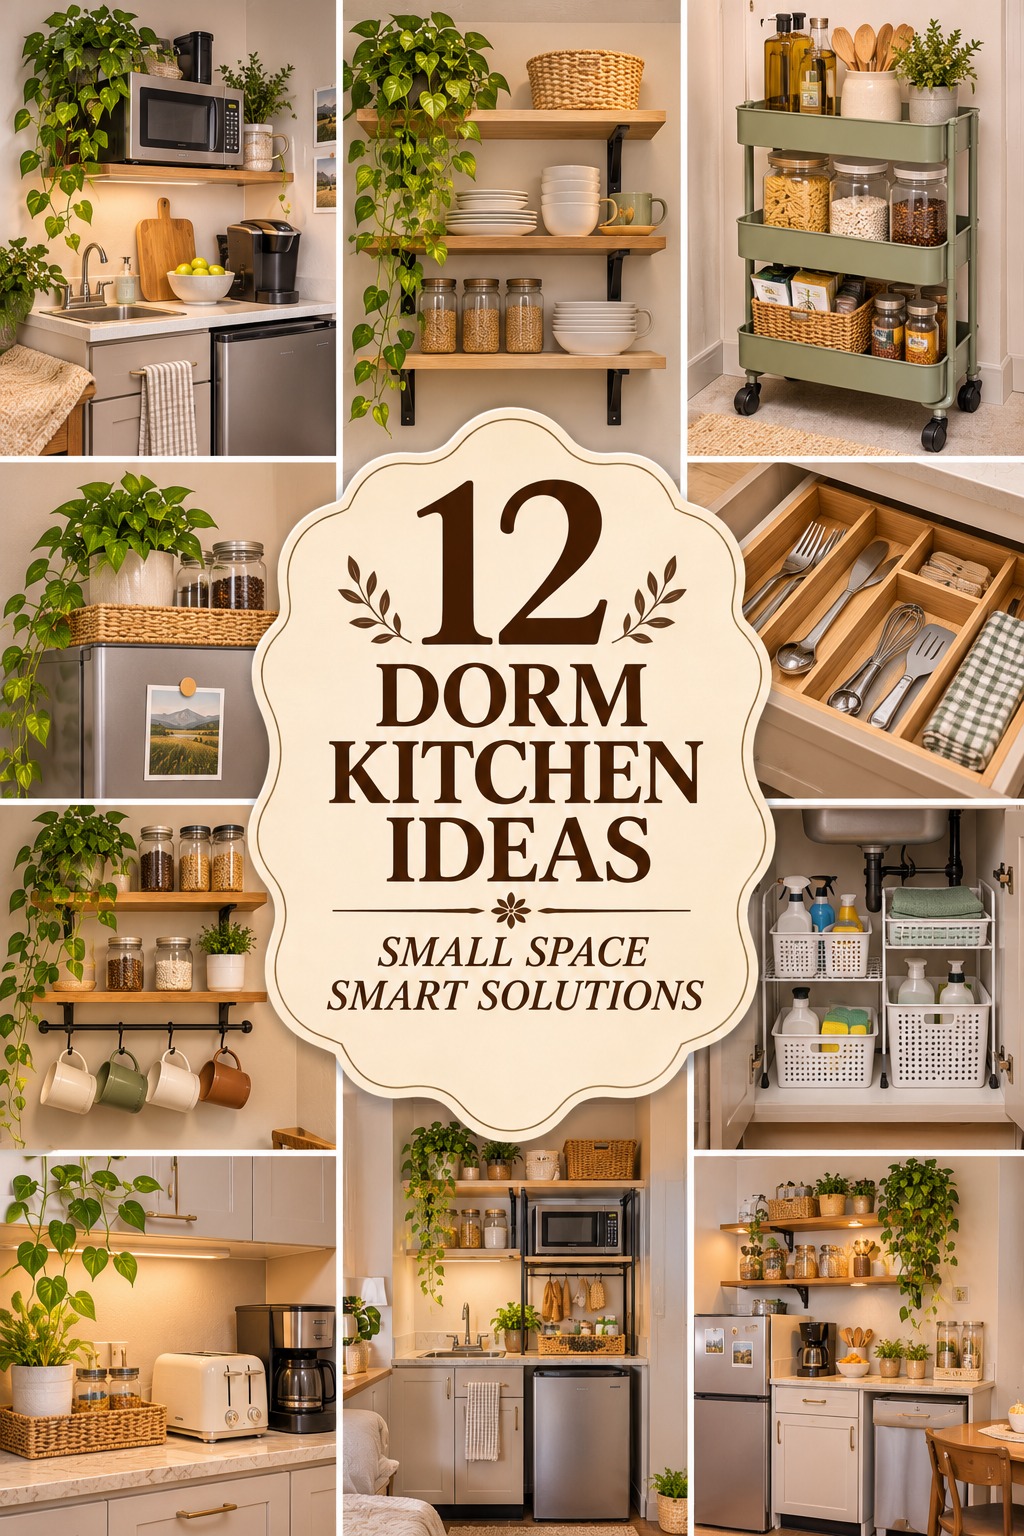 12
DORM
KITCHEN
IDEAS
SMALL SPACE
SMART SOLUTIONS